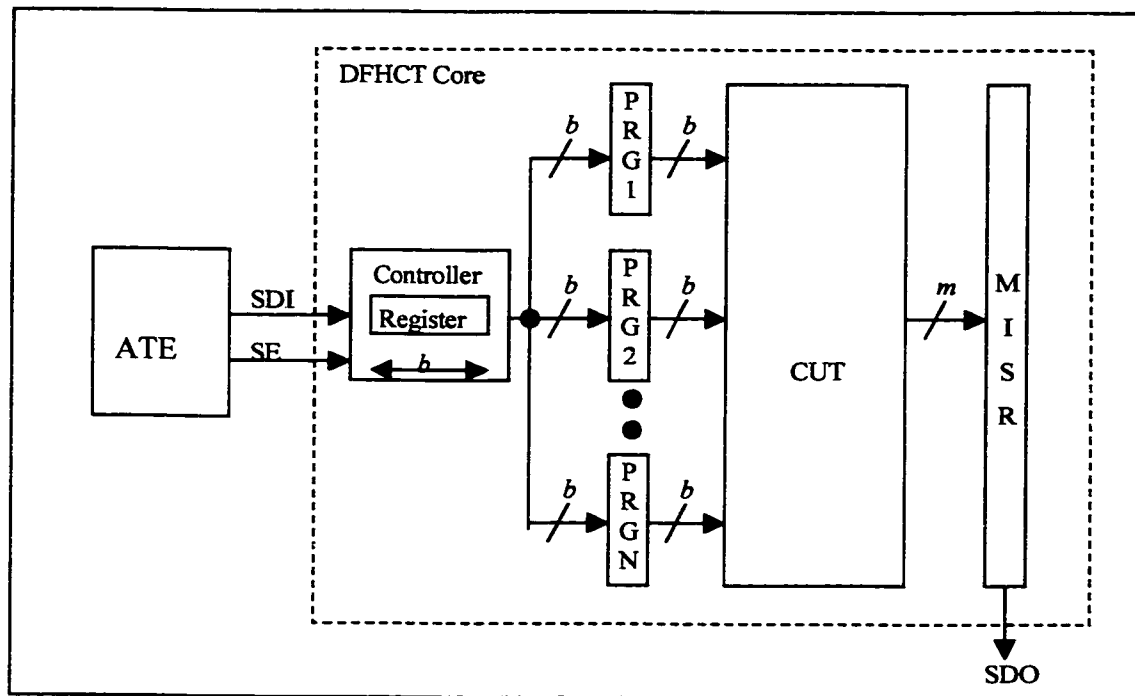 DFHCT Core
b
P R G 1
b
ATE
SDI
SE
Controller
Register
b
b
P R G 2
b
b
P R G N
b
CUT
m
M I S R
SDO